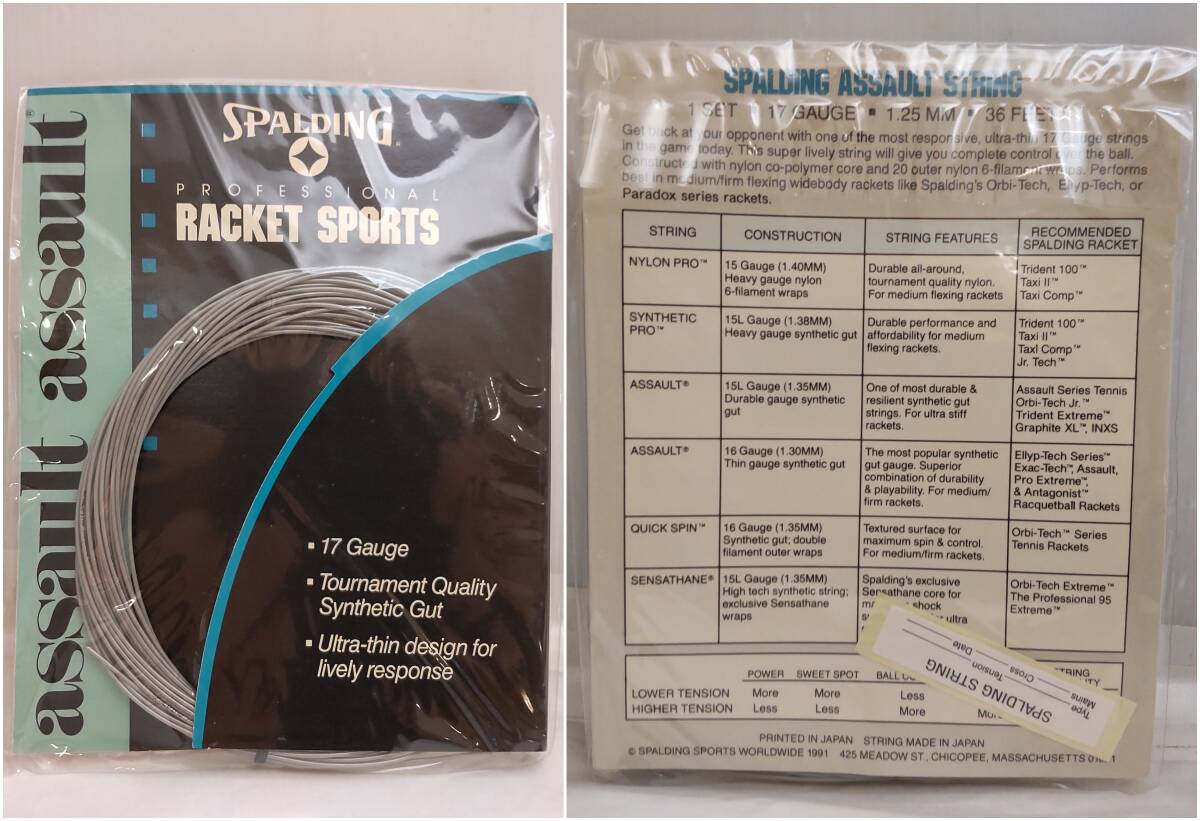 assault assault assault
SPALDING
PROFESSIONAL
RACKET SPORTS
▪ 17 Gauge
▪ Tournament Quality
Synthetic Gut
▪ Ultra-thin design for
lively response
SPALDING ASSAULT STRING
1 SET ▪ 17 GAUGE ▪ 1.25 MM ▪ 36 FEET
Get back at your opponent with one of the most responsive, ultra-thin 17 gauge strings
in the game today. This super lively string will give you complete control over the ball.
Constructed with nylon co-polymer core and 20 outer nylon 6-filament wraps. Performs
best in medium/firm flexing widebody rackets like Spalding's Orbi-Tech, Ellyp-Tech, or
Paradox series rackets.
STRING CONSTRUCTION STRING FEATURES RECOMMENDED
SPALDING RACKET
NYLON PRO™
15 Gauge (1.40MM)
Heavy gauge nylon
6-filament wraps
Durable all-around,
tournament quality nylon.
For medium flexing rackets
Trident 100™
Taxi II™
Taxi Comp™
SYNTHETIC
PRO™
15L Gauge (1.38MM)
Heavy gauge synthetic gut
Durable performance and
affordability for medium
flexing rackets.
Trident 100™
Taxi II™
Taxi Comp™
Jr. Tech™
ASSAULT®
15L Gauge (1.35MM)
Durable gauge synthetic
gut
One of most durable &
resilient synthetic gut
strings. For ultra stiff
rackets.
Assault Series Tennis
Orbi-Tech Jr.™
Trident Extreme™
Graphite XL™, INXS
ASSAULT®
16 Gauge (1.30MM)
Thin gauge synthetic gut
The most popular synthetic
gut gauge. Superior
combination of durability
& playability. For medium/
firm rackets.
Ellyp-Tech Series™
Exac-Tech™, Assault,
Pro Extreme™,
& Antagonist™
Racquetball Rackets
QUICK SPIN™
16 Gauge (1.35MM)
Synthetic gut; double
filament outer wraps
Textured surface for
maximum spin & control.
For medium/firm rackets.
Orbi-Tech™ Series
Tennis Rackets
SENSATHANE®
15L Gauge (1.35MM)
High tech synthetic string;
exclusive Sensathane
wraps
Spalding's exclusive
Sensathane core for
shock
ultra
Orbi-Tech Extreme™
The Professional 95
Extreme™
SPALDING STRING
Type
Mains
Cross
Tension
Date
POWER SWEET SPOT BALL
LOWER TENSION More More Less
HIGHER TENSION Less Less More
PRINTED IN JAPAN STRING MADE IN JAPAN
© SPALDING SPORTS WORLDWIDE 1991 425 MEADOW ST., CHICOPEE, MASSACHUSETTS